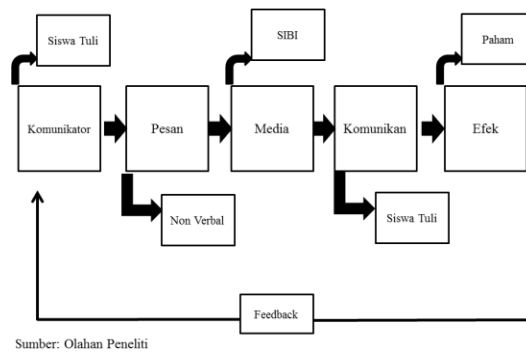 Siswa Tuli
SIBI
Paham
Komunikator
Pesan
Media
Komunikan
Efek
Non Verbal
Siswa Tuli
Feedback
Sumber: Olahan Peneliti